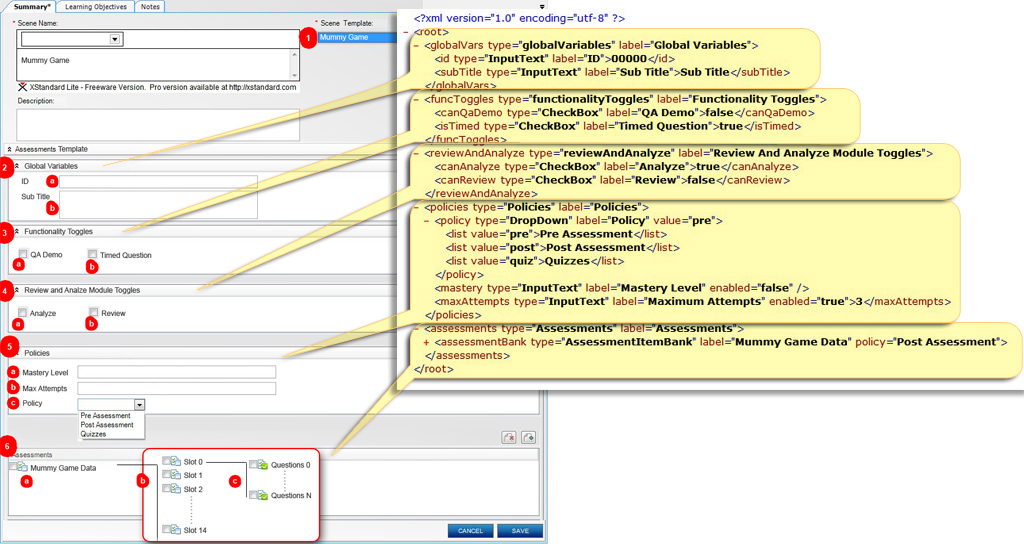 Summary*
Learning Objectives
Notes
* Scene Name:
* Scene Template:
1
Mummy Game
Mummy Game
XStandard Lite - Freeware Version. Pro version available at http://xstandard.com
Description:
Assessments Template
2
Global Variables
ID
a
Sub Title
b
3
Functionality Toggles
QA Demo
Timed Question
a
b
4
Review and Analze Module Toggles
Analyze
Review
a
b
5
Policies
a
Mastery Level
b
Max Attempts
c
Policy
Pre Assessment
Post Assessment
Quizzes
6
Assessments
Mummy Game Data
a
b
Slot 0
Slot 1
Slot 2
Slot 14
c
Questions 0
Questions N
CANCEL
SAVE
<?xml version="1.0" encoding="utf-8" ?>
- <root>
- <globalVars type="globalVariables" label="Global Variables">
<id type="InputText" label="ID">00000</id>
<subTitle type="InputText" label="Sub Title">Sub Title</subTitle>
</globalVars>
- <funcToggles type="functionalityToggles" label="Functionality Toggles">
<canQaDemo type="CheckBox" label="QA Demo">false</canQaDemo>
<isTimed type="CheckBox" label="Timed Question">true</isTimed>
</funcToggles>
- <reviewAndAnalyze type="reviewAndAnalyze" label="Review And Analyze Module Toggles">
<canAnalyze type="CheckBox" label="Analyze">true</canAnalyze>
<canReview type="CheckBox" label="Review">false</canReview>
</reviewAndAnalyze>
- <policies type="Policies" label="Policies">
- <policy type="DropDown" label="Policy" value="pre">
<list value="pre">Pre Assessment</list>
<list value="post">Post Assessment</list>
<list value="quiz">Quizzes</list>
</policy>
<mastery type="InputText" label="Mastery Level" enabled="false" />
<maxAttempts type="InputText" label="Maximum Attempts" enabled="true">3</maxAttempts>
</policies>
- <assessments type="Assessments" label="Assessments">
+ <assessmentBank type="AssessmentItemBank" label="Mummy Game Data" policy="Post Assessment">
</assessments>
</root>